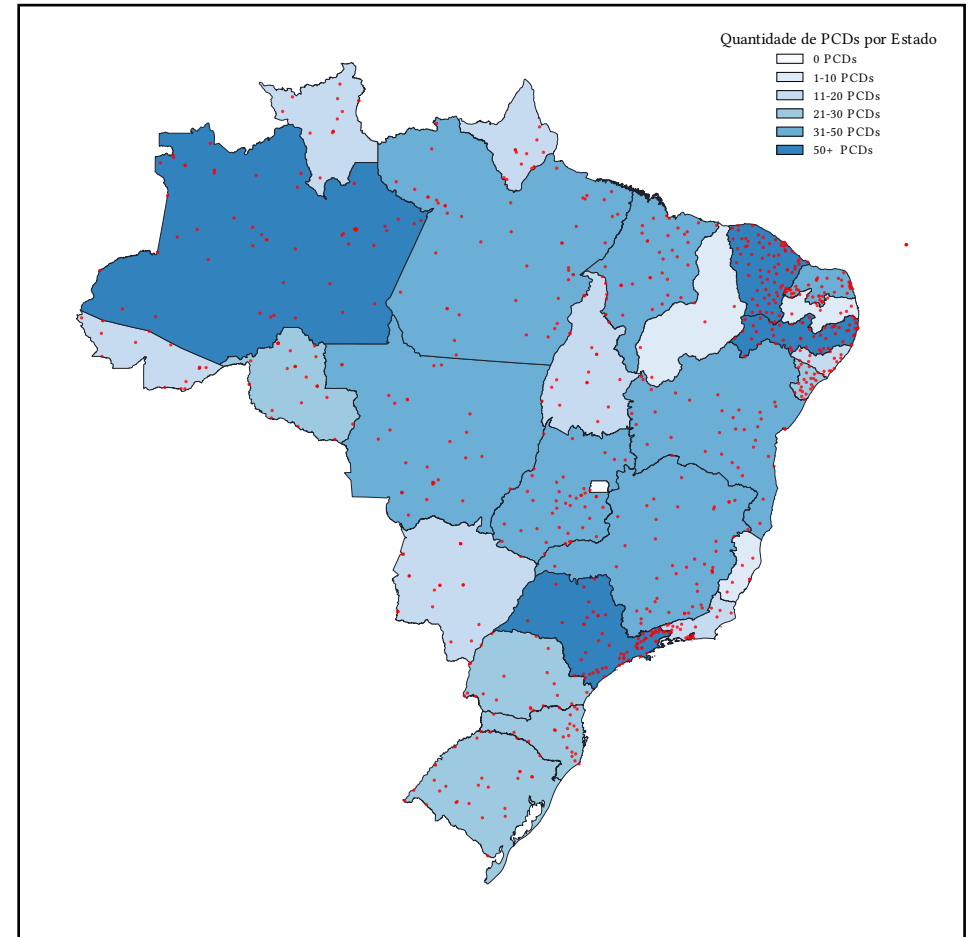 Quantidade de PCDs por Estado
0 PCDs
1-10 PCDs
11-20 PCDs
21-30 PCDs
31-50 PCDs
50+ PCDs